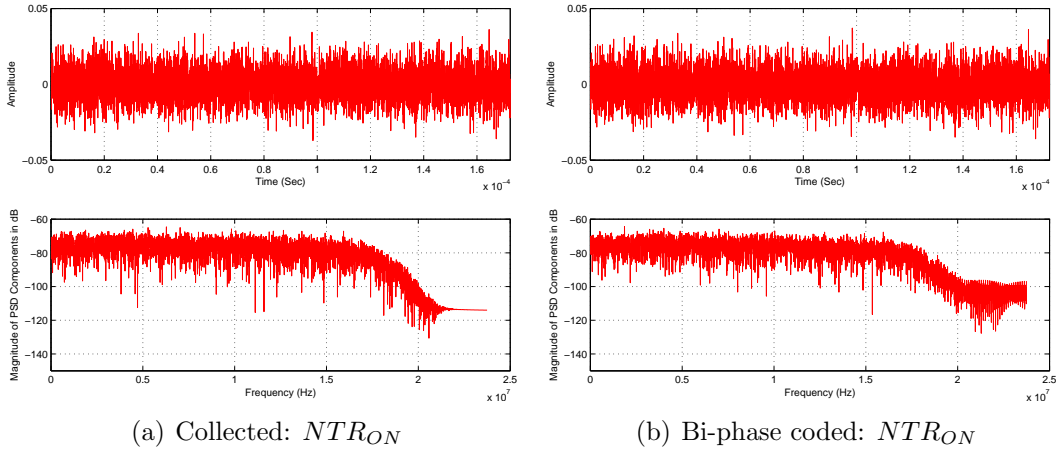 0.05
0
−0.05
Amplitude
0 0.2 0.4 0.6 0.8 1 1.2 1.4 1.6
Time (Sec)
x 10⁻⁴
−60
−80
−100
−120
−140
Magnitude of PSD Components in dB
0 0.5 1 1.5 2 2.5
Frequency (Hz)
x 10⁷
(a) Collected: NTR_ON
0.05
0
−0.05
Amplitude
0 0.2 0.4 0.6 0.8 1 1.2 1.4 1.6
Time (Sec)
x 10⁻⁴
−60
−80
−100
−120
−140
Magnitude of PSD Components in dB
0 0.5 1 1.5 2 2.5
Frequency (Hz)
x 10⁷
(b) Bi-phase coded: NTR_ON